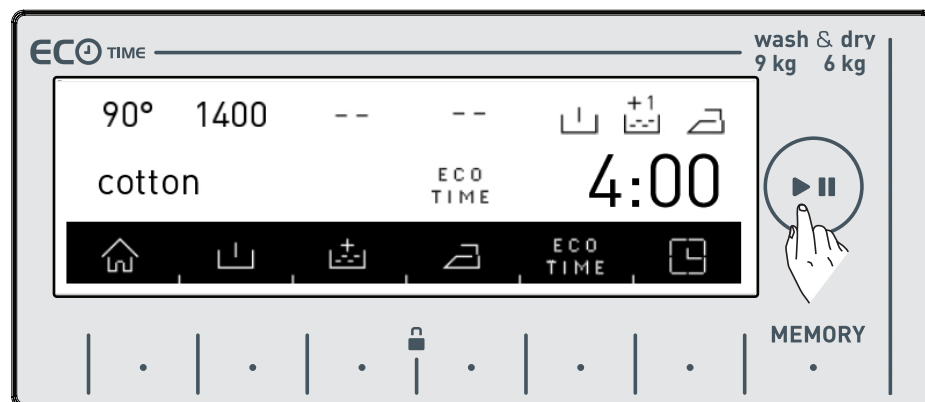 ECO TIME
wash & dry
9 kg 6 kg
90° 1400 -- -- +1
cotton ECO TIME 4:00
+ ECO TIME
MEMORY